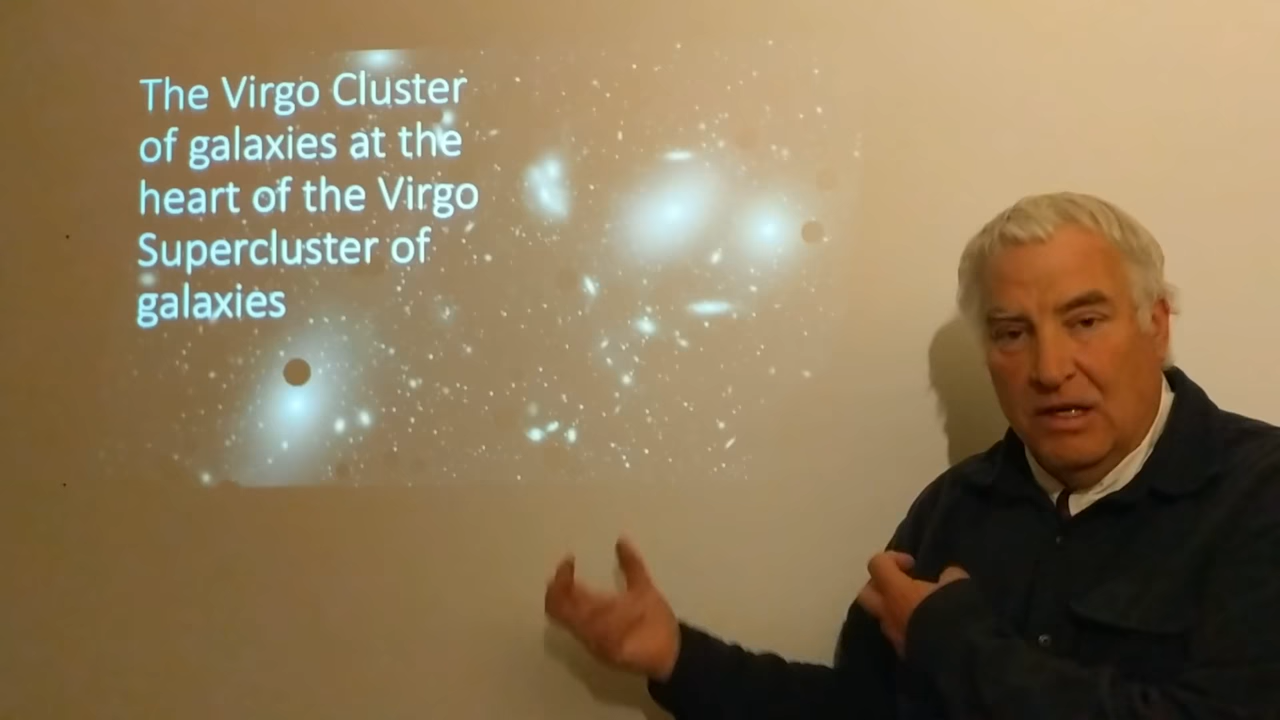 The Virgo Cluster
of galaxies at the
heart of the Virgo
Supercluster of
galaxies